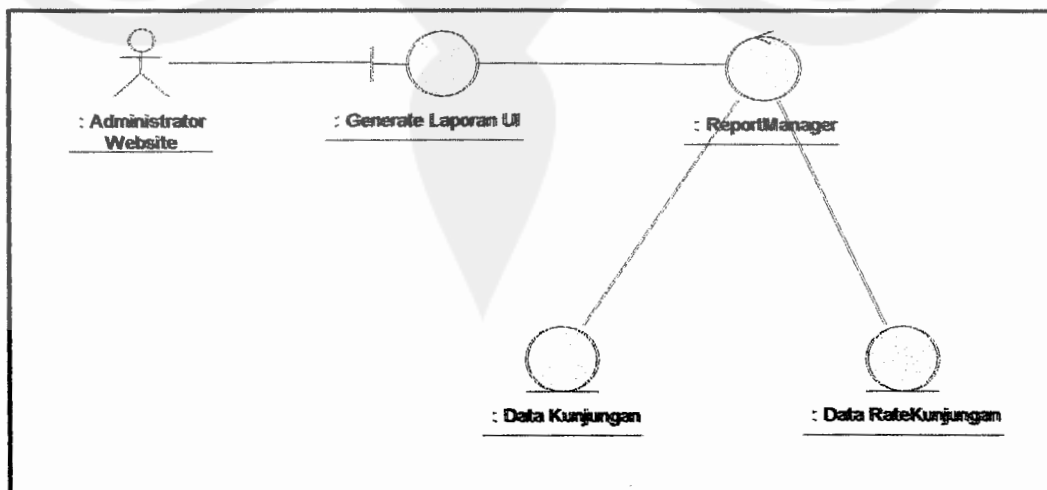 : Administrator
Website
: Generate Laporan UI
: ReportManager
: Data Kunjungan
: Data RateKunjungan